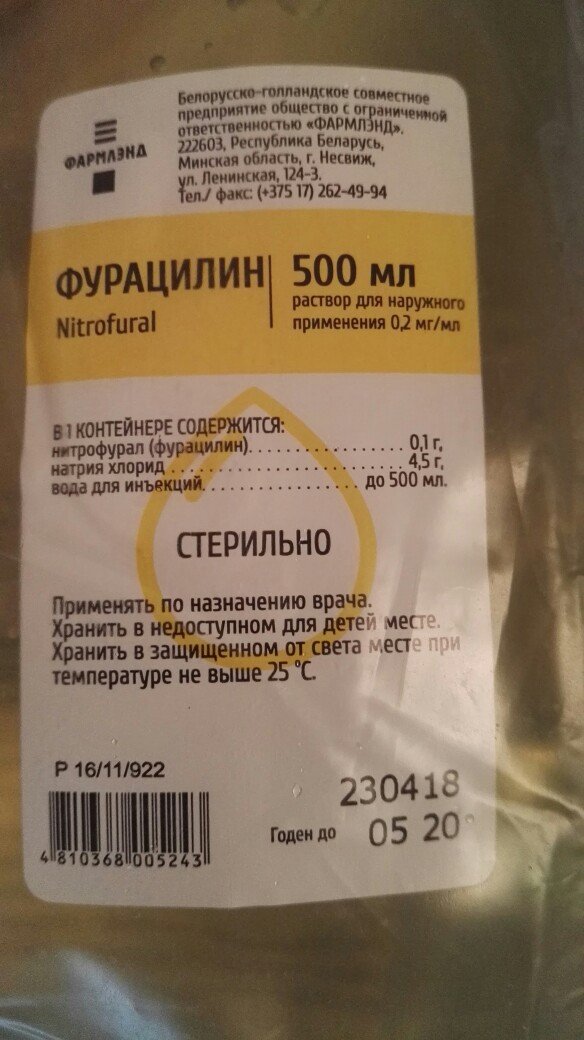 ФАРМЛЭНД
Белорусско-голландское совместное
предприятие общество с ограниченной
ответственностью «ФАРМЛЭНД».
222603, Республика Беларусь,
Минская область, г. Несвиж,
ул. Ленинская, 124-3.
Тел./ факс: (+375 17) 262-49-94
ФУРАЦИЛИН
Nitrofural
500 мл
раствор для наружного
применения 0,2 мг/мл
В 1 КОНТЕЙНЕРЕ СОДЕРЖИТСЯ:
нитрофурал (фурацилин)................ 0,1 г,
натрия хлорид........................ 4,5 г,
вода для инъекций.................. до 500 мл.
СТЕРИЛЬНО
Применять по назначению врача.
Хранить в недоступном для детей месте.
Хранить в защищенном от света месте при
температуре не выше 25 °С.
Р 16/11/922
4 810368 005243
230418
Годен до 05 20